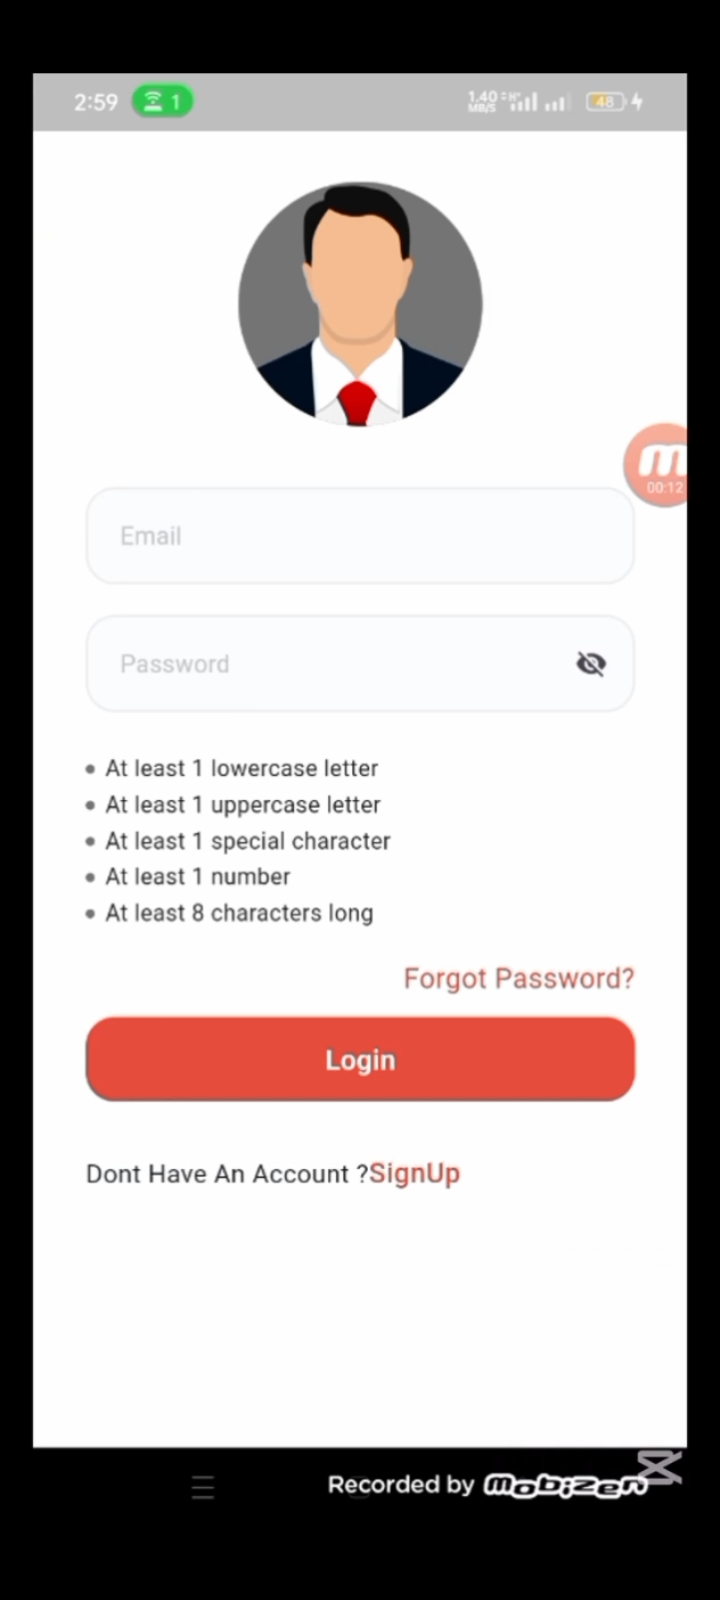 2:59 1 1.40 MB/S H+ 48
m
00:12
Email
Password
At least 1 lowercase letter
At least 1 uppercase letter
At least 1 special character
At least 1 number
At least 8 characters long
Forgot Password?
Login
Dont Have An Account ?SignUp
Recorded by mobizen